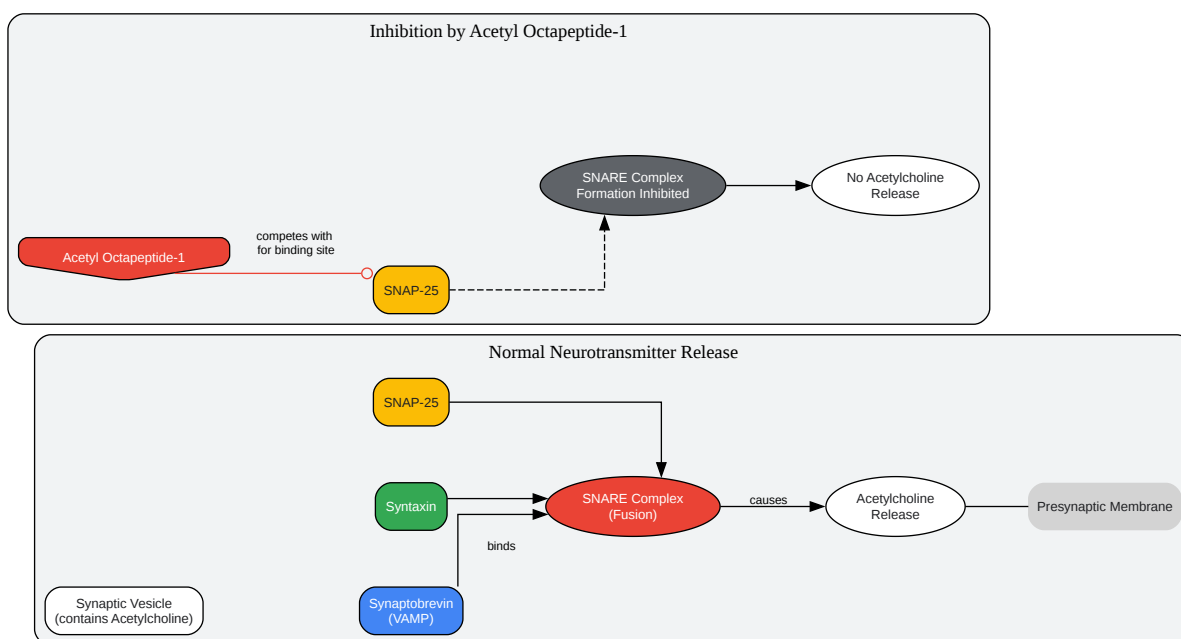 Inhibition by Acetyl Octapeptide-1
SNARE Complex
Formation Inhibited
No Acetylcholine
Release
competes with
for binding site
Acetyl Octapeptide-1
SNAP-25
Normal Neurotransmitter Release
SNAP-25
Syntaxin
SNARE Complex
(Fusion)
causes
Acetylcholine
Release
Presynaptic Membrane
binds
Synaptic Vesicle
(contains Acetylcholine)
Synaptobrevin
(VAMP)